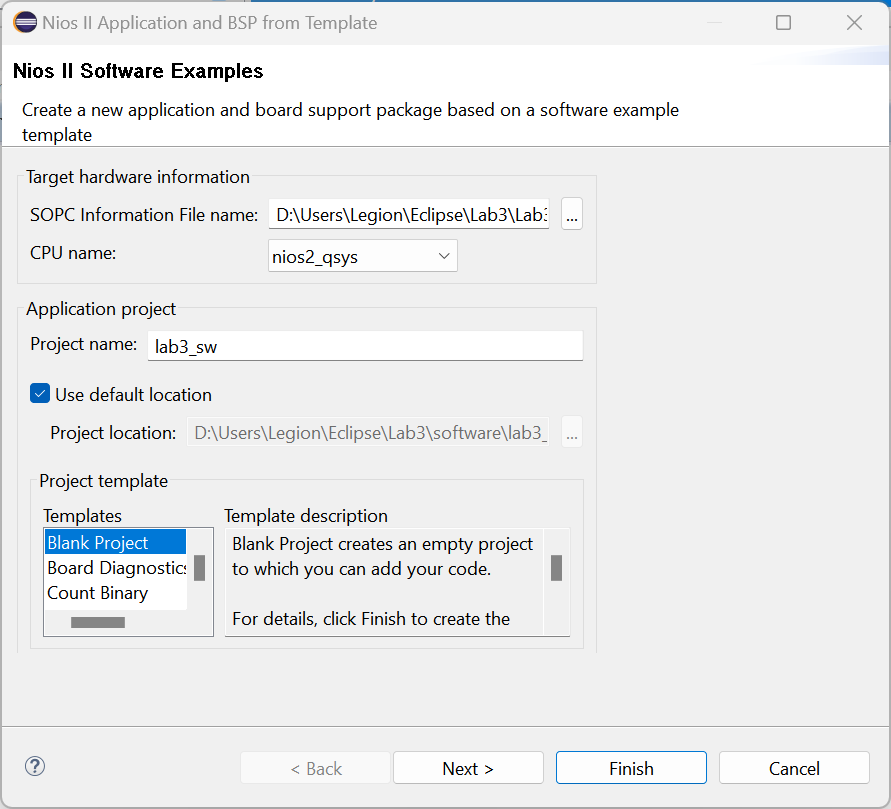 Nios II Application and BSP from Template
Nios II Software Examples
Create a new application and board support package based on a software example
template
Target hardware information
SOPC Information File name: D:\Users\Legion\Eclipse\Lab3\Lab3 ...
CPU name: nios2_qsys
Application project
Project name: lab3_sw
Use default location
Project location: D:\Users\Legion\Eclipse\Lab3\software\lab3_ ...
Project template
Templates Template description
Blank Project
Board Diagnostics
Count Binary
Blank Project creates an empty project
to which you can add your code.
For details, click Finish to create the
? < Back Next > Finish Cancel